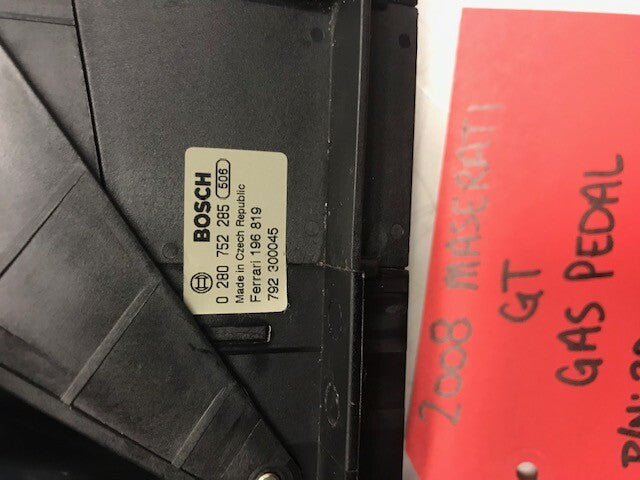 BOSCH
0 280 752 285 506
Made in Czech Republic
Ferrari 196 819
792 300045
2008 MASERATI
GT
GAS PEDAL